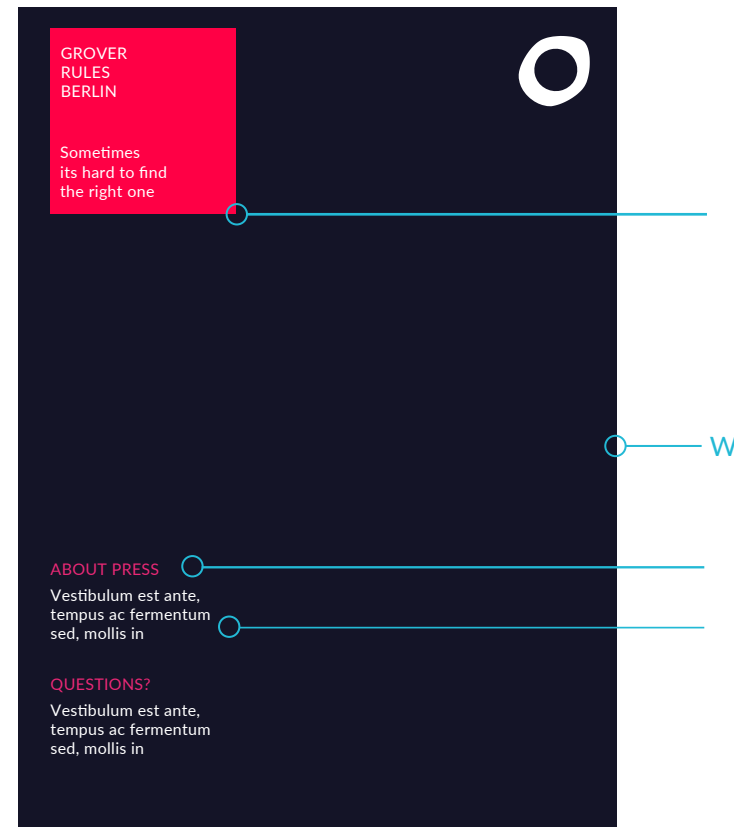 GROVER
RULES
BERLIN
Sometimes
its hard to find
the right one
W
ABOUT PRESS
Vestibulum est ante,
tempus ac fermentum
sed, mollis in
QUESTIONS?
Vestibulum est ante,
tempus ac fermentum
sed, mollis in